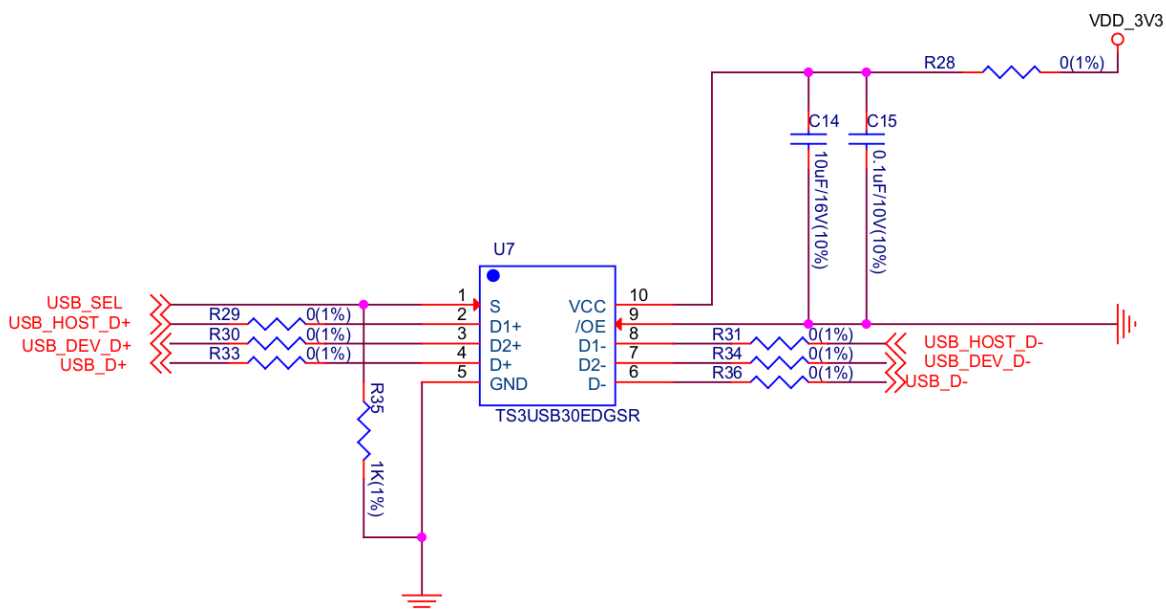 VDD_3V3
R28 0(1%)
C14 C15
10uF/16V(10%) 0.1uF/10V(10%)
U7
USB_SEL 1 S VCC 10
USB_HOST_D+ R29 0(1%) 2 D1+ /OE 9
USB_DEV_D+ R30 0(1%) 3 D2+ D1- 8 R31 0(1%) USB_HOST_D-
USB_D+ R33 0(1%) 4 D+ D2- 7 R34 0(1%) USB_DEV_D-
5 GND D- 6 R36 0(1%) USB_D-
TS3USB30EDGSR
R35
1K(1%)